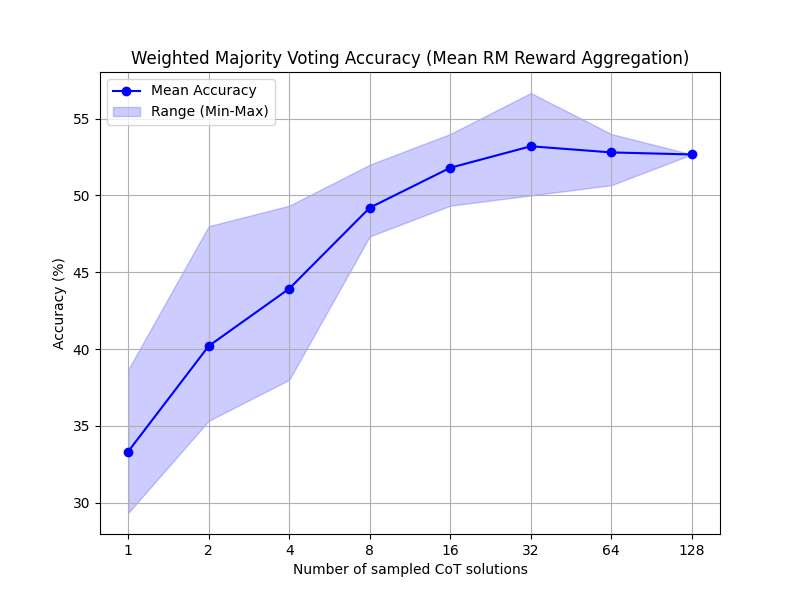 Weighted Majority Voting Accuracy (Mean RM Reward Aggregation)
Mean Accuracy
Range (Min-Max)
Accuracy (%)
55
50
45
40
35
30
1 2 4 8 16 32 64 128
Number of sampled CoT solutions